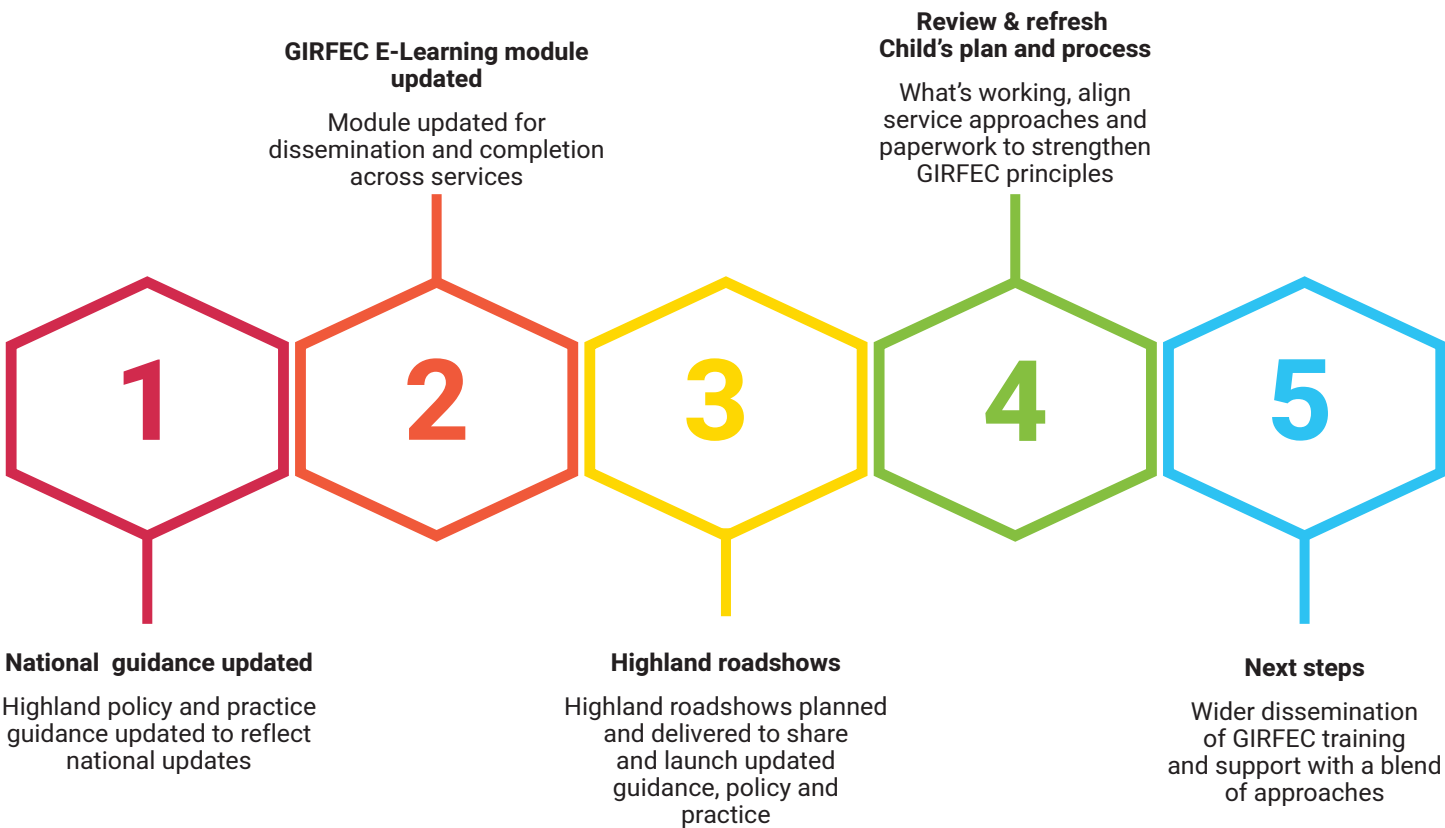 1
National  guidance updated
Highland policy and practice
guidance updated to reflect
national updates
GIRFEC E-Learning module
updated
Module updated for
dissemination and completion
across services
2
3
Highland roadshows
Highland roadshows planned
and delivered to share
and launch updated
guidance, policy and
practice
Review & refresh
Child’s plan and process
What’s working, align
service approaches and
paperwork to strengthen
GIRFEC principles
4
5
Next steps
Wider dissemination
of GIRFEC training
and support with a blend
of approaches